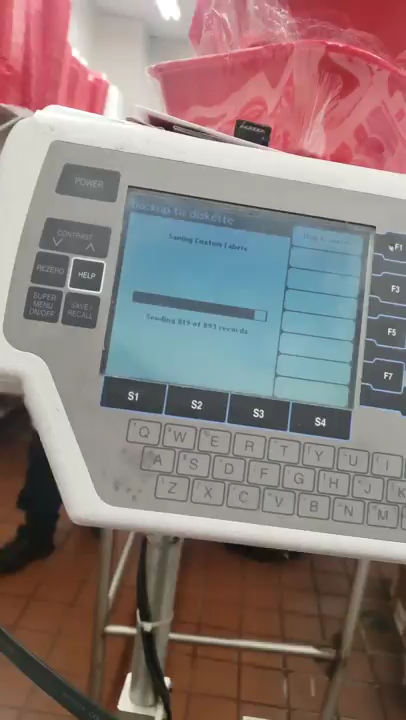 POWER
backup to diskette
Saving Custom Labels
CONTRAST
REZERO
HELP
SUPER
MENU
ON/OFF
SAVE/
RECALL
Sending 819 of 893 records
F1
F3
F5
F7
S1 S2 S3 S4
Q W E R T Y U I
A S D F G H J K
Z X C V B N M